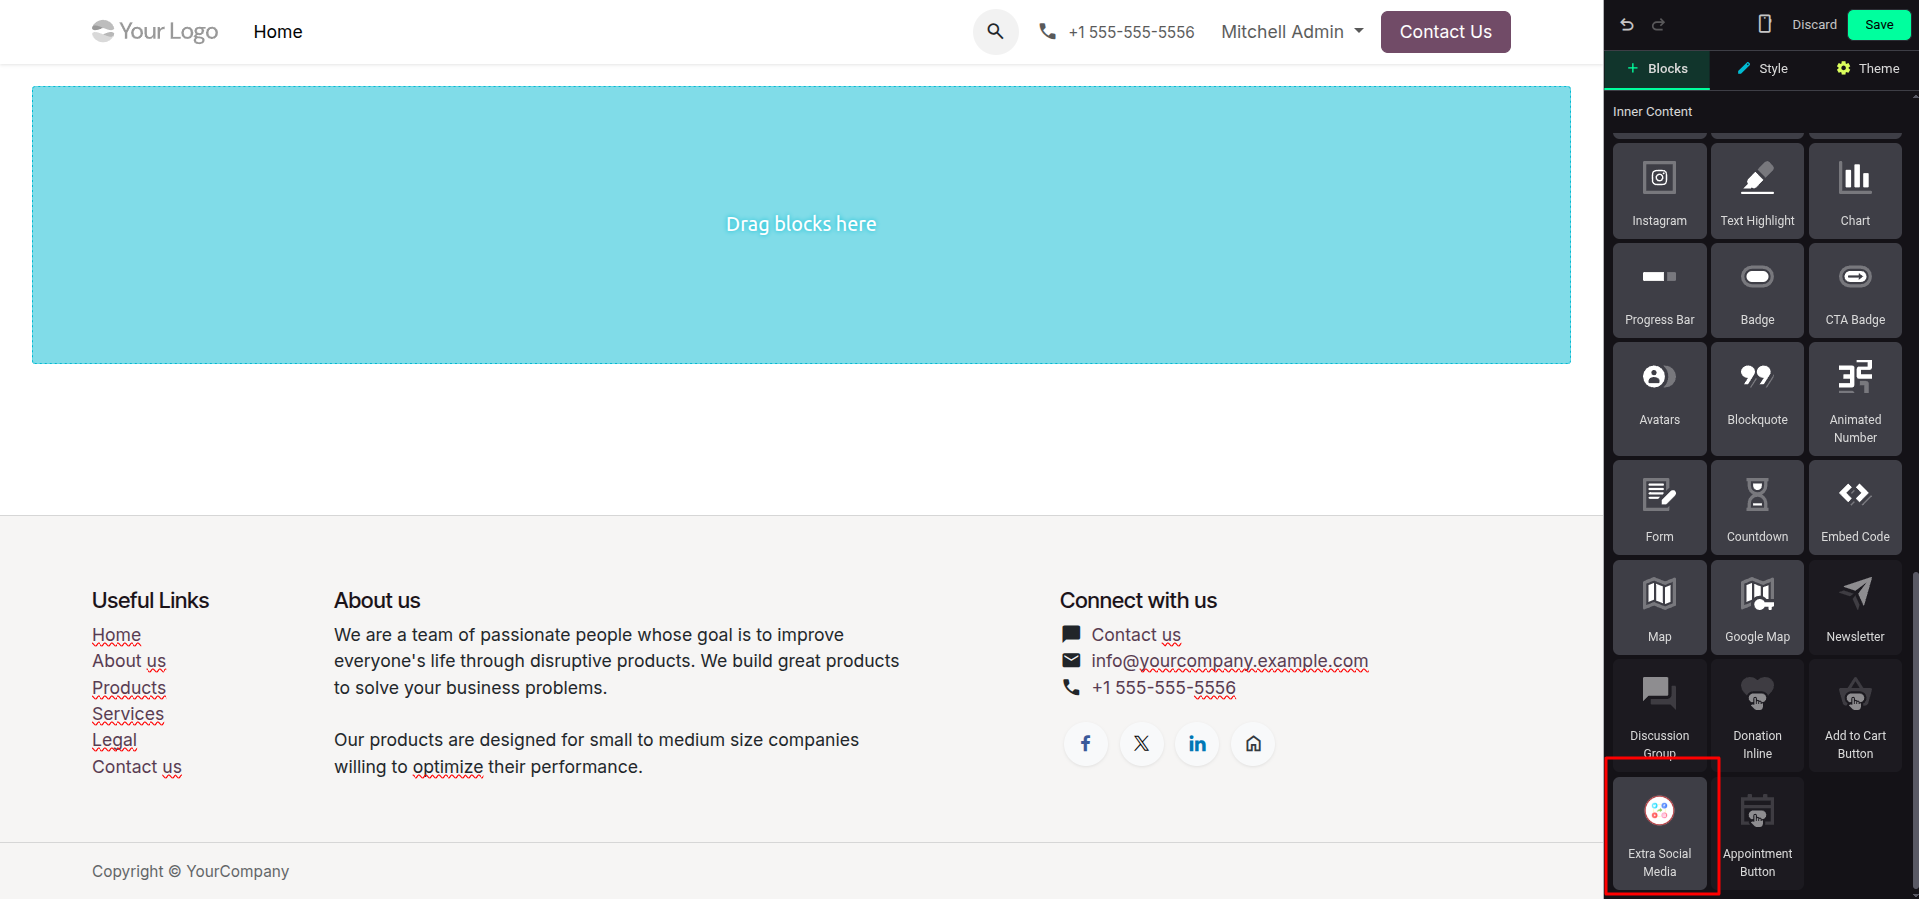 Your Logo
Home
+1 555-555-5556
Mitchell Admin
Contact Us
Discard
Save
Blocks
Style
Theme
Inner Content
Drag blocks here
Instagram
Text Highlight
Chart
Progress Bar
Badge
CTA Badge
Avatars
Blockquote
Animated
Number
Form
Countdown
Embed Code
Map
Google Map
Newsletter
Discussion
Group
Donation
Inline
Add to Cart
Button
Extra Social
Media
Appointment
Button
Useful Links
Home
About us
Products
Services
Legal
Contact us
About us
We are a team of passionate people whose goal is to improve
everyone's life through disruptive products. We build great products
to solve your business problems.
Our products are designed for small to medium size companies
willing to optimize their performance.
Connect with us
Contact us
info@yourcompany.example.com
+1 555-555-5556
Copyright © YourCompany